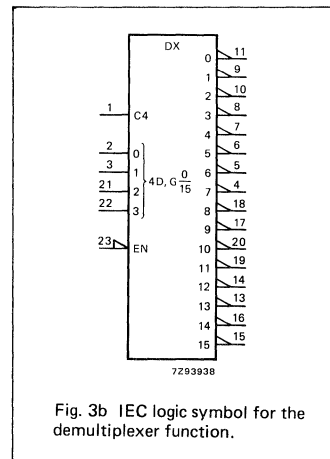 DX
0 11
1 9
2 10
1 C4 3 8
4 7
2 0 5 6
3 1 6 5
21 2 4D, G 0/15 7 4
22 3 8 18
9 17
23 EN 10 20
11 19
12 14
13 13
14 16
15 15
7Z93938
Fig. 3b IEC logic symbol for the
demultiplexer function.